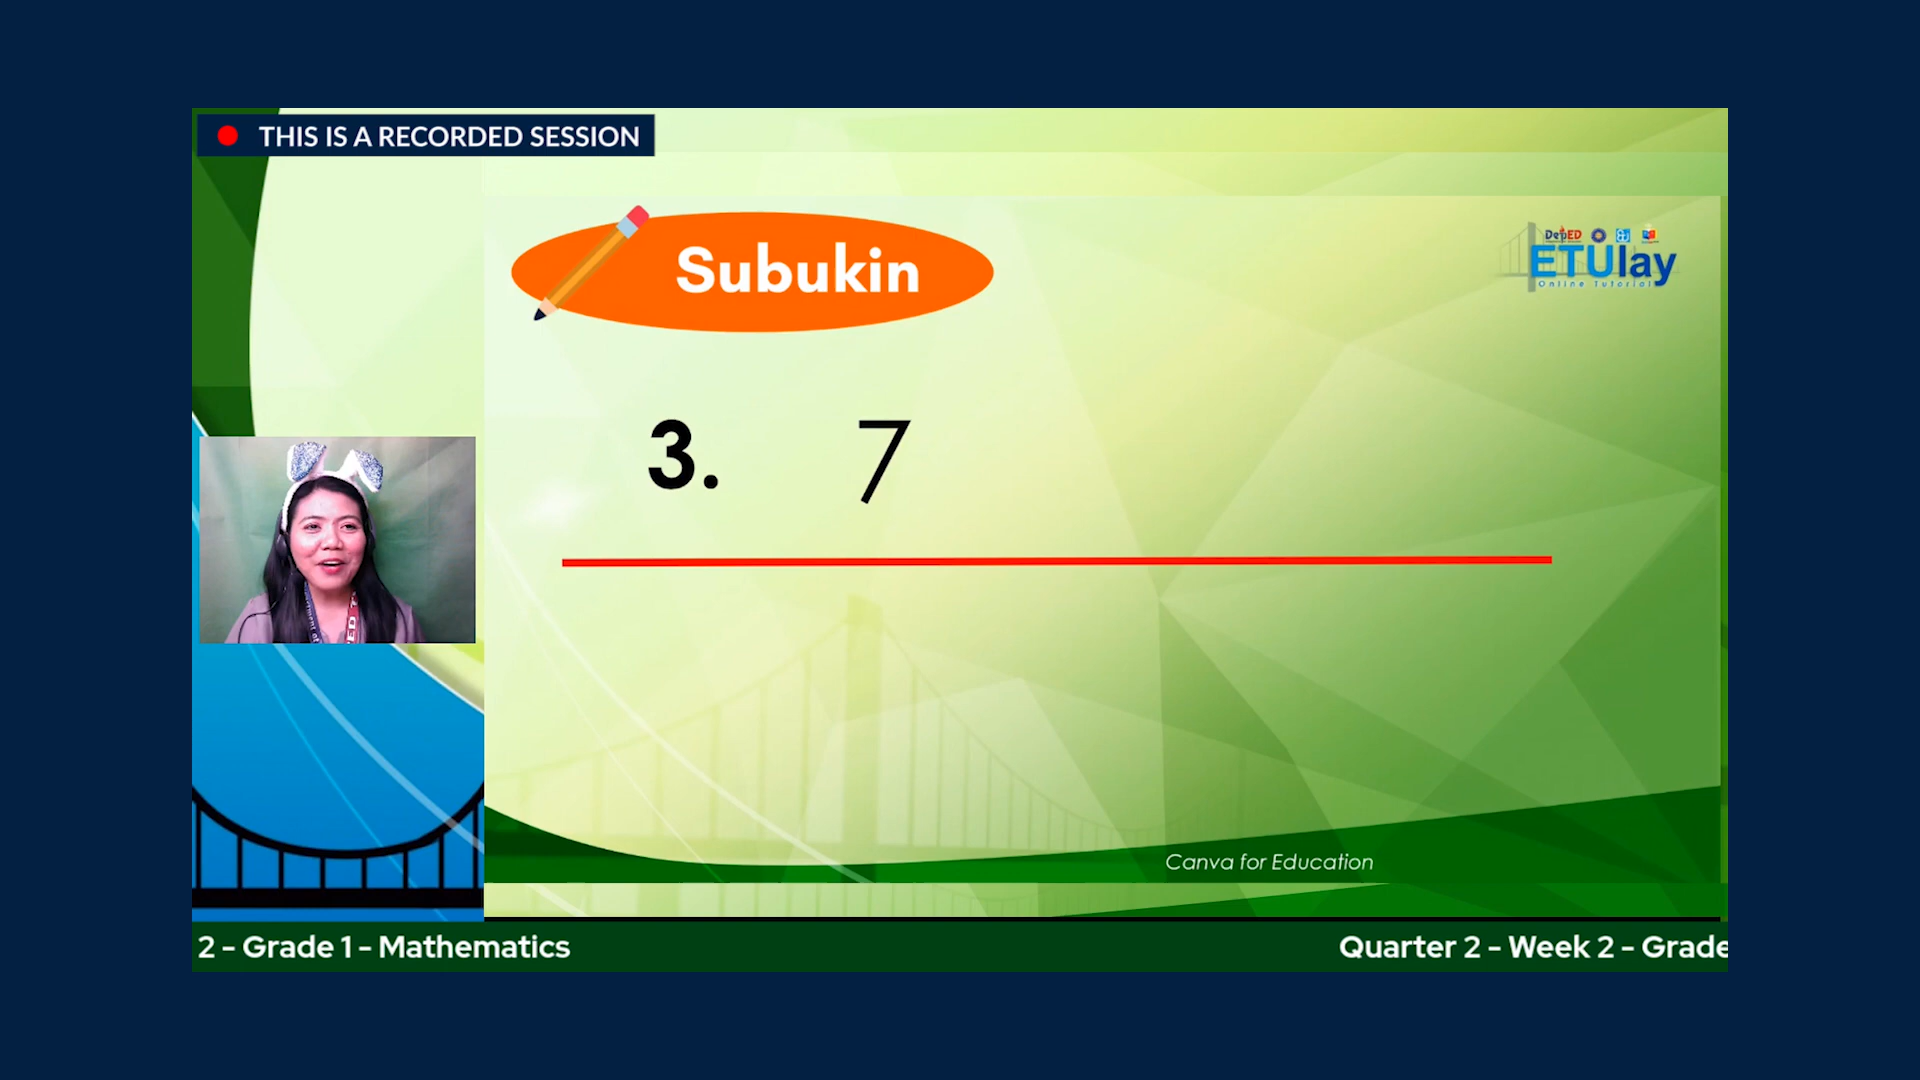 THIS IS A RECORDED SESSION
Subukin
DepED
ETUlay
Online Tutorial
3. 7
Canva for Education
2 - Grade 1 - Mathematics
Quarter 2 - Week 2 - Grade